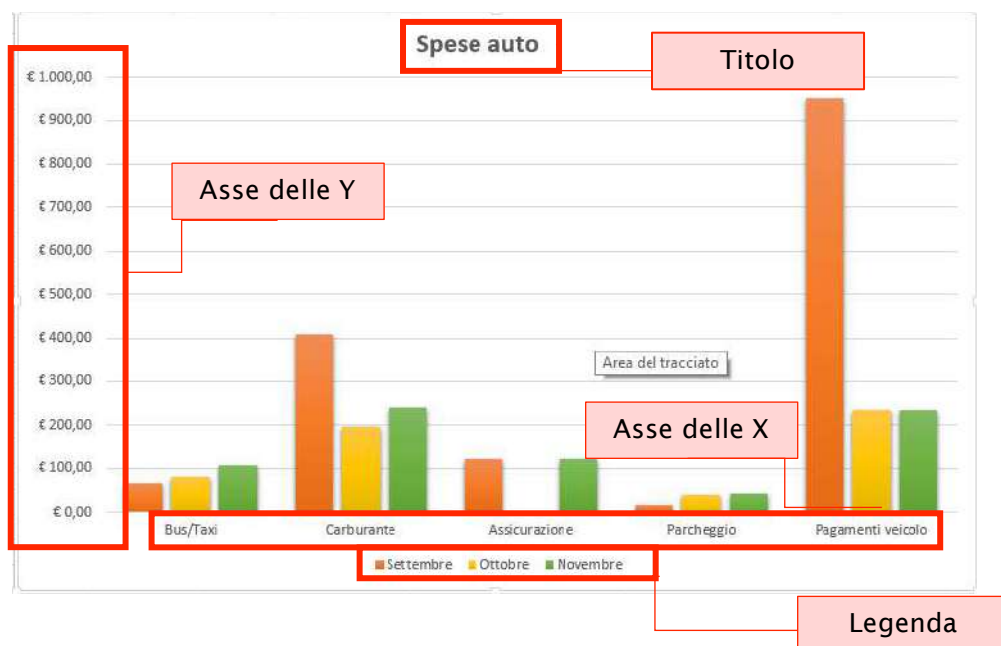 Spese auto
Titolo
€ 1.000,00
€ 900,00
€ 800,00
€ 700,00
€ 600,00
€ 500,00
€ 400,00
€ 300,00
€ 200,00
€ 100,00
€ 0,00
Asse delle Y
Area del tracciato
Asse delle X
Bus/Taxi Carburante Assicurazione Parcheggio Pagamenti veicolo
Settembre Ottobre Novembre
Legenda